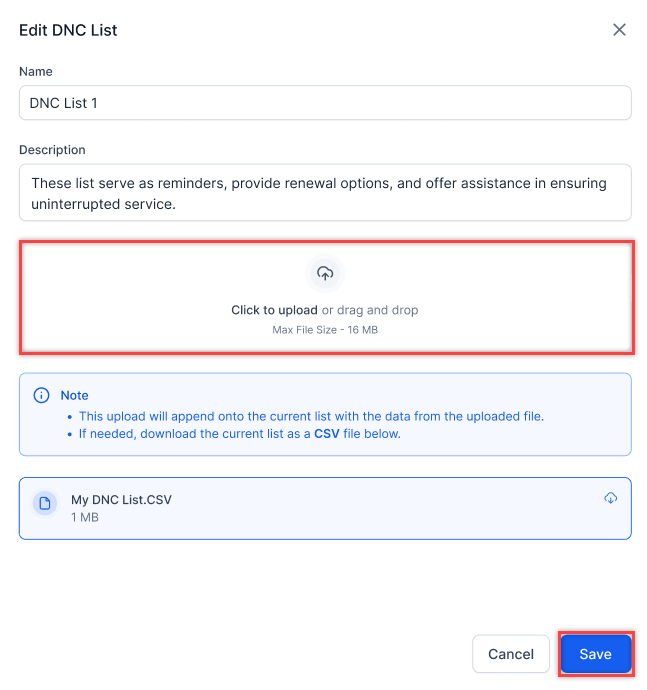 Edit DNC List
Name
DNC List 1
Description
These list serve as reminders, provide renewal options, and offer assistance in ensuring
uninterrupted service.
Click to upload or drag and drop
Max File Size - 16 MB
Note
• This upload will append onto the current list with the data from the uploaded file.
• If needed, download the current list as a CSV file below.
My DNC List.CSV
1 MB
Cancel
Save